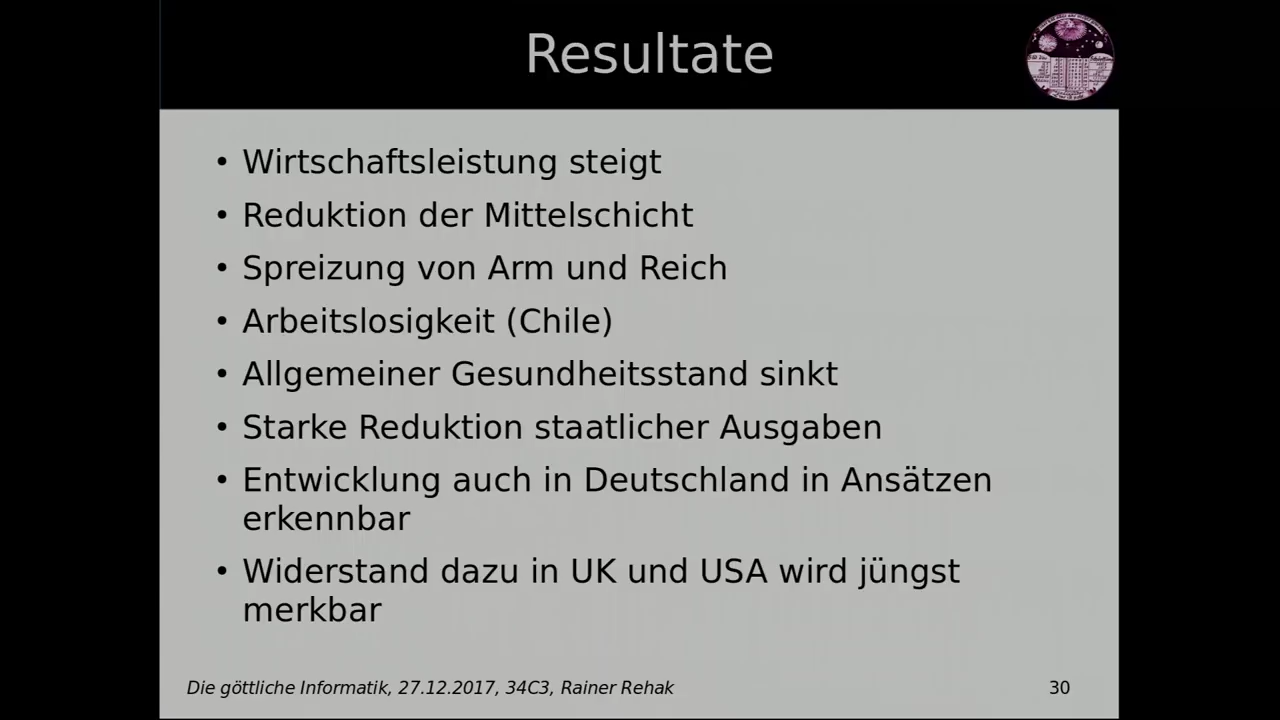 Resultate
• Wirtschaftsleistung steigt
• Reduktion der Mittelschicht
• Spreizung von Arm und Reich
• Arbeitslosigkeit (Chile)
• Allgemeiner Gesundheitsstand sinkt
• Starke Reduktion staatlicher Ausgaben
• Entwicklung auch in Deutschland in Ansätzen
erkennbar
• Widerstand dazu in UK und USA wird jüngst
merkbar
Die göttliche Informatik, 27.12.2017, 34C3, Rainer Rehak
30